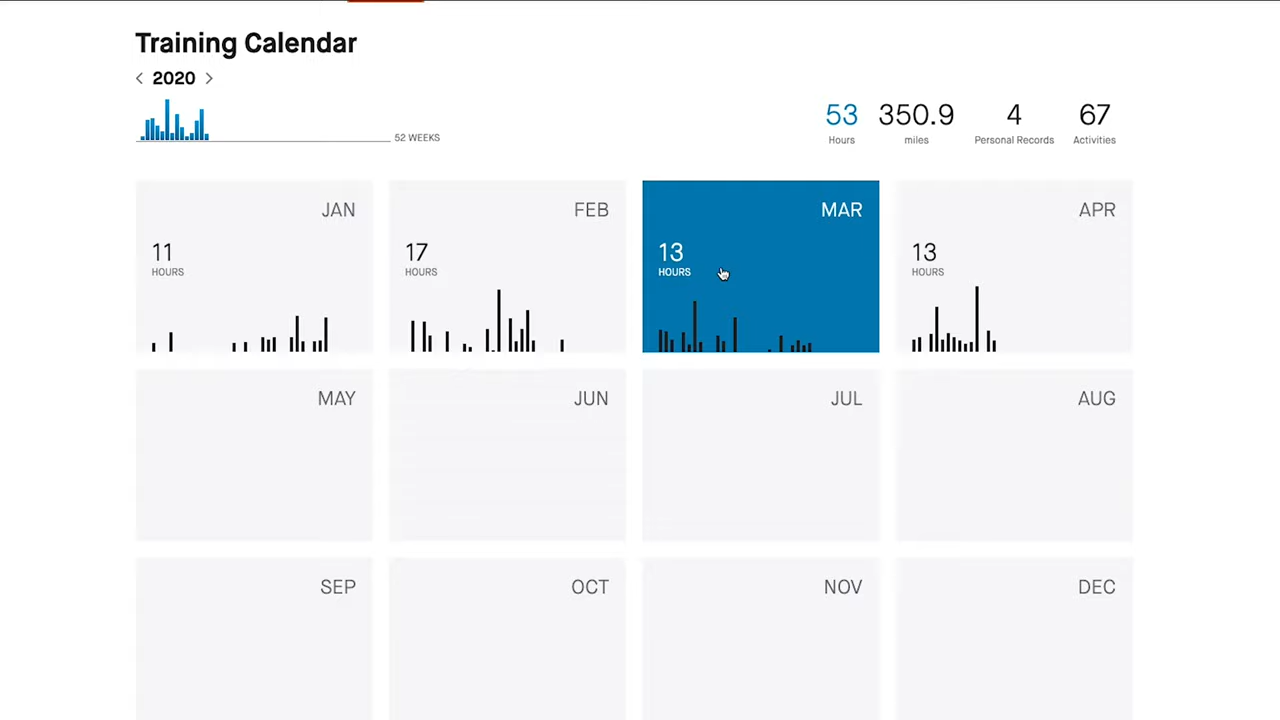 Training Calendar
2020
52 WEEKS
53 350.9 4 67
Hours miles Personal Records Activities
JAN FEB MAR APR
11 17 13 13
HOURS HOURS HOURS HOURS
MAY JUN JUL AUG
SEP OCT NOV DEC